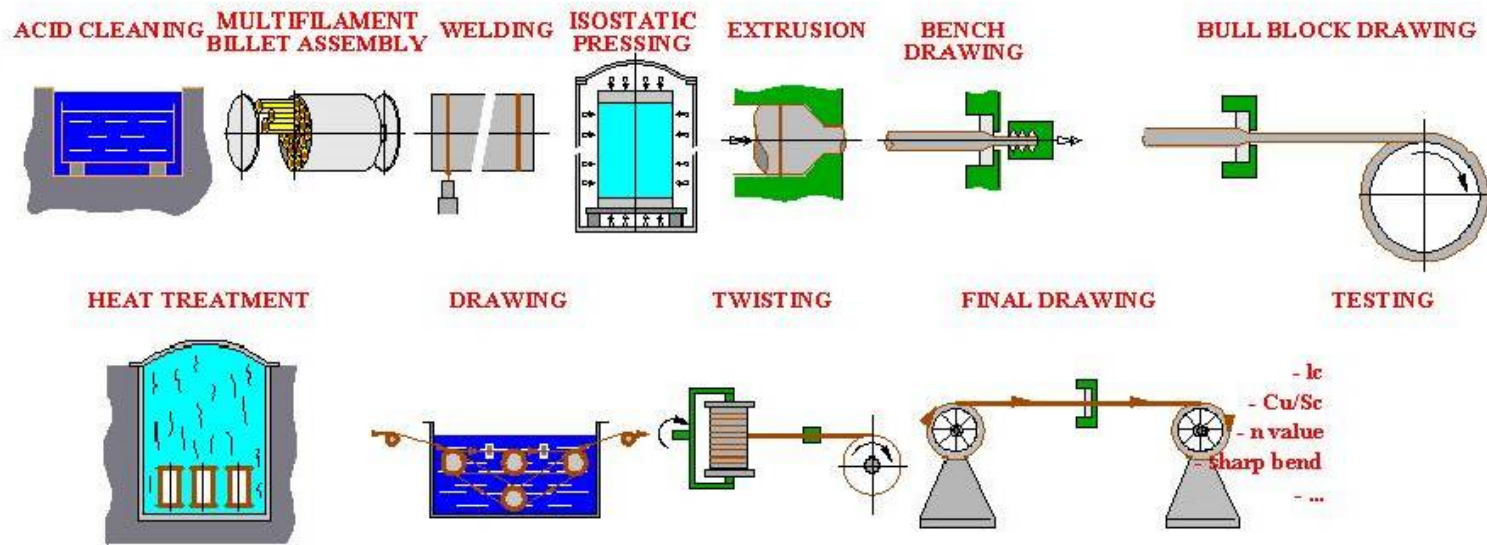 ACID CLEANING
MULTIFILAMENT
BILLET ASSEMBLY
WELDING
ISOSTATIC
PRESSING
EXTRUSION
BENCH
DRAWING
BULL BLOCK DRAWING
HEAT TREATMENT
DRAWING
TWISTING
FINAL DRAWING
TESTING
- Ic
- Cu/Sc
- n value
- sharp bend
- ...